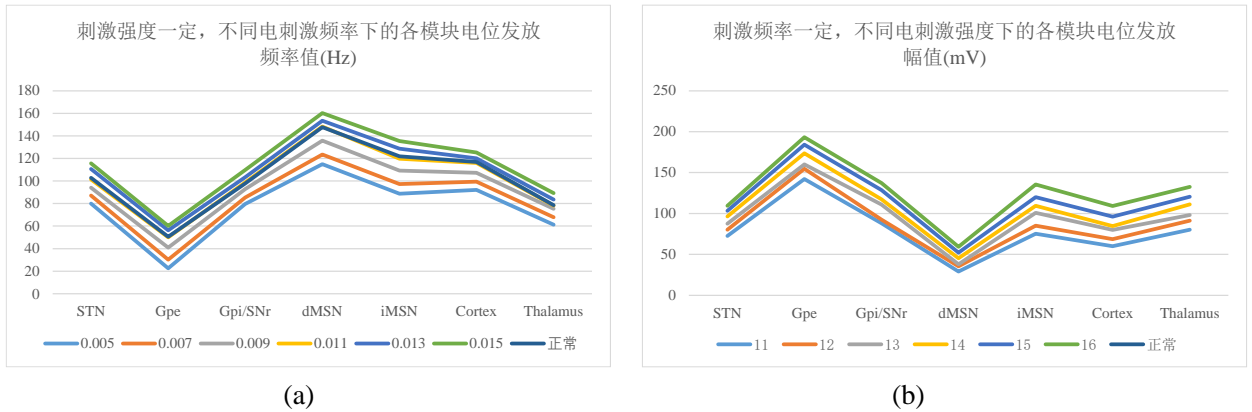 刺激强度一定，不同电刺激频率下的各模块电位发放
频率值(Hz)
180
160
140
120
100
80
60
40
20
0
STN Gpe Gpi/SNr dMSN iMSN Cortex Thalamus
0.005 0.007 0.009 0.011 0.013 0.015 正常
(a)
刺激频率一定，不同电刺激强度下的各模块电位发放
幅值(mV)
250
200
150
100
50
0
STN Gpe Gpi/SNr dMSN iMSN Cortex Thalamus
11 12 13 14 15 16 正常
(b)